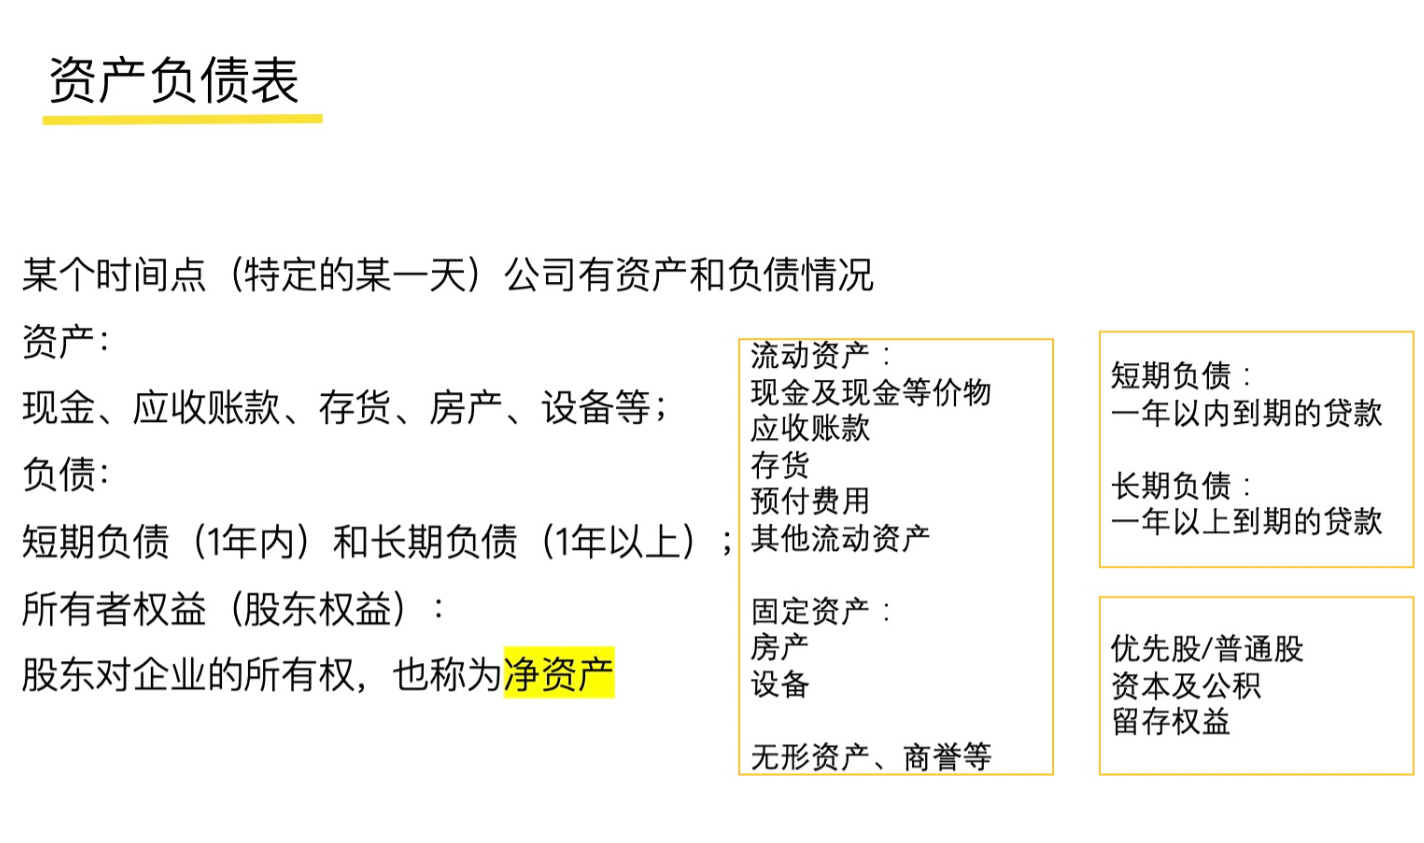 资产负债表
某个时间点（特定的某一天）公司有资产和负债情况
资产：
现金、应收账款、存货、房产、设备等；
负债：
短期负债（1年内）和长期负债（1年以上）;
所有者权益（股东权益）:
股东对企业的所有权，也称为净资产
流动资产：
现金及现金等价物
应收账款
存货
预付费用
其他流动资产
固定资产：
房产
设备
无形资产、商誉等
短期负债：
一年以内到期的贷款
长期负债：
一年以上到期的贷款
优先股/普通股
资本及公积
留存权益